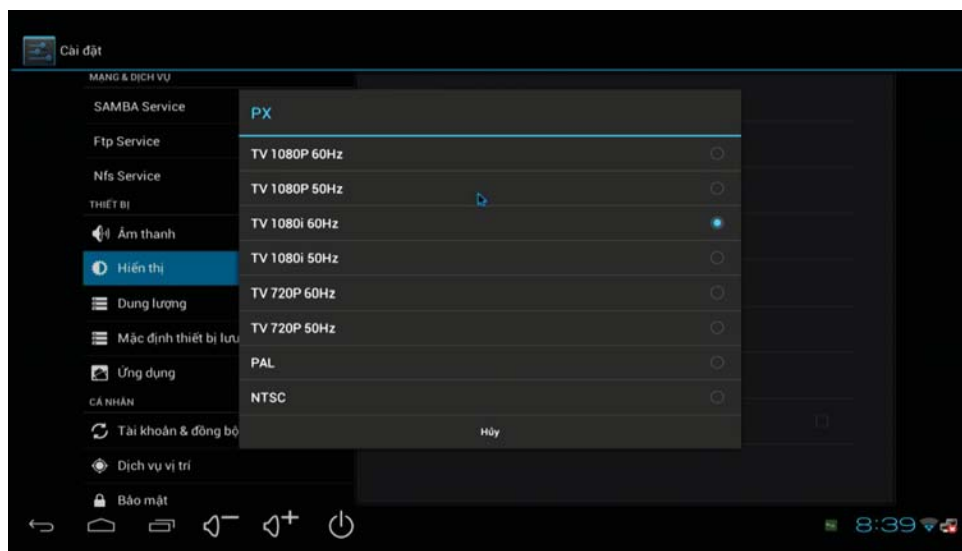 Cài đặt
MẠNG & DỊCH VỤ
SAMBA Service
Ftp Service
Nfs Service
THIẾT BỊ
Âm thanh
Hiển thị
Dung lượng
Mặc định thiết bị lưu
Ứng dụng
CÁ NHÂN
Tài khoản & đồng bộ
Dịch vụ vị trí
Bảo mật
PX
TV 1080P 60Hz
TV 1080P 50Hz
TV 1080i 60Hz
TV 1080i 50Hz
TV 720P 60Hz
TV 720P 50Hz
PAL
NTSC
Hủy
8:39